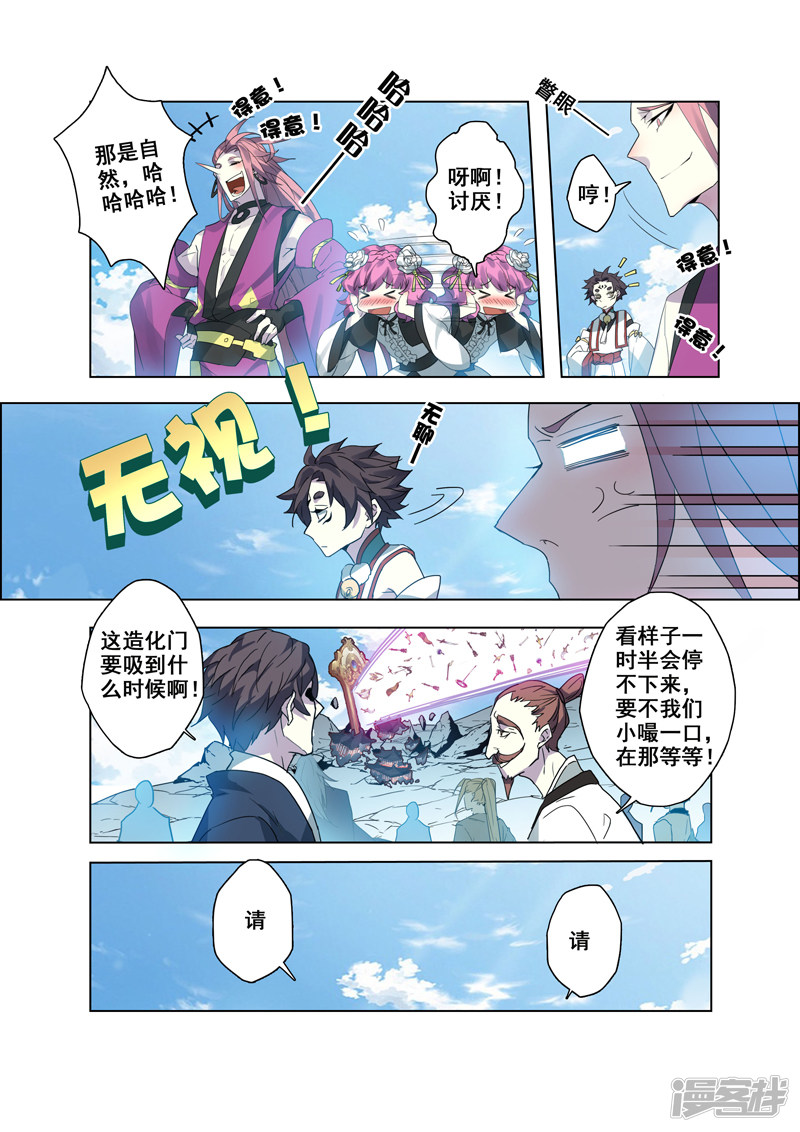 那是自
然，哈
哈哈哈！
得意！
得意！
哈哈哈——
呀啊！
讨厌！
瞥眼——
哼！
得意！
得意！
无视！
无聊—
这造化门
要吸到什
么时候啊！
看样子一
时半会停
不下来，
要不我们
小嘬一口，
在那等等！
请
请
漫客栈